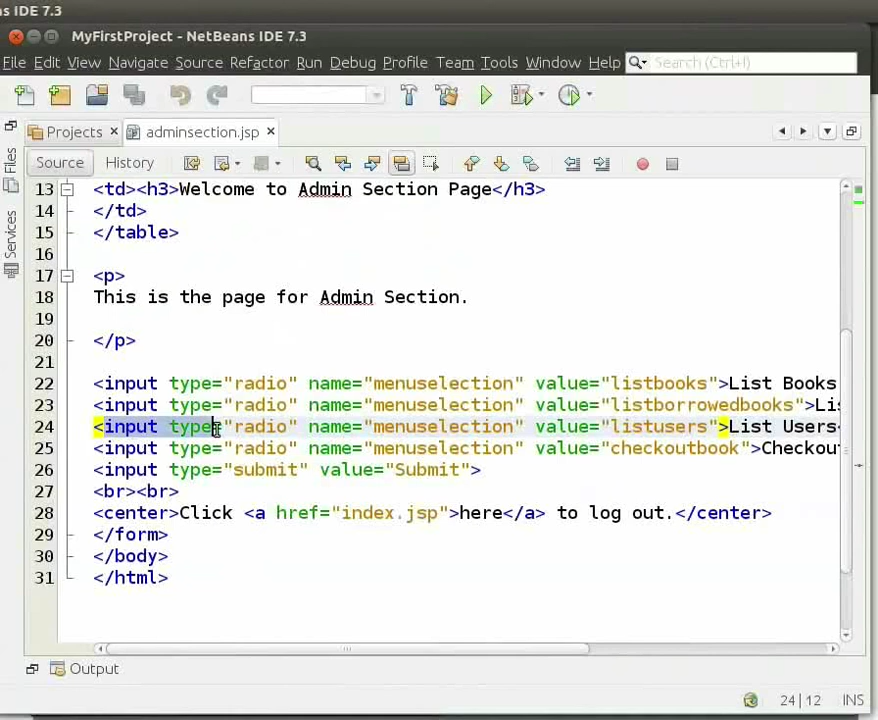 s IDE 7.3
MyFirstProject - NetBeans IDE 7.3
File Edit View Navigate Source Refactor Run Debug Profile Team Tools Window Help Search (Ctrl+I)
Projects adminsection.jsp
Files
Services
Source History
13 <td><h3>Welcome to Admin Section Page</h3>
14 </td>
15 </table>
16
17 <p>
18 This is the page for Admin Section.
19
20 </p>
21
22 <input type="radio" name="menuselection" value="listbooks">List Books
23 <input type="radio" name="menuselection" value="listborrowedbooks">Lis
24 <input type="radio" name="menuselection" value="listusers">List Users<
25 <input type="radio" name="menuselection" value="checkoutbook">Checkou
26 <input type="submit" value="Submit">
27 <br><br>
28 <center>Click <a href="index.jsp">here</a> to log out.</center>
29 </form>
30 </body>
31 </html>
Output
24|12 INS